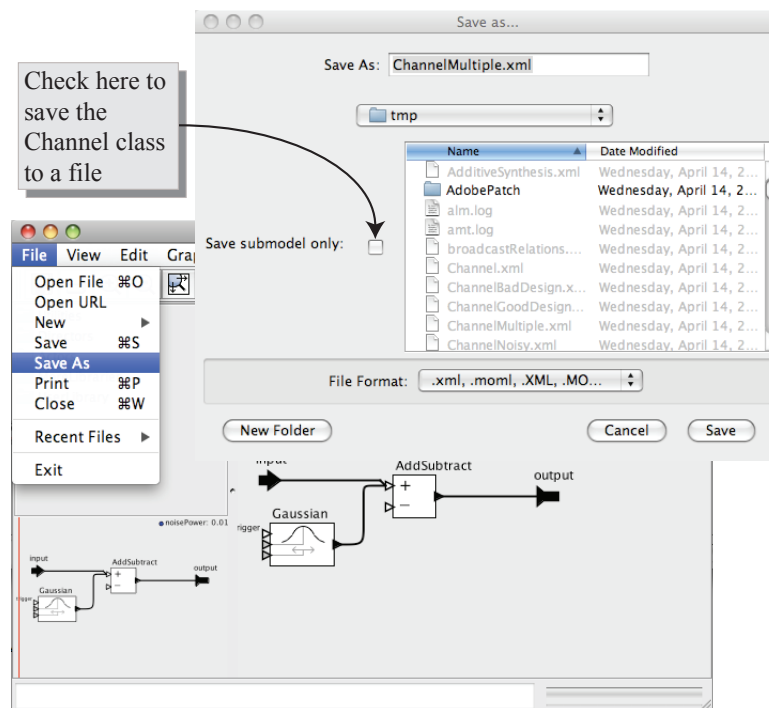 Save as...
Save As: ChannelMultiple.xml
Check here to
save the
Channel class
to a file
tmp
Name Date Modified
AdditiveSynthesis.xml Wednesday, April 14, 2...
AdobePatch Wednesday, April 14, 2...
alm.log Wednesday, April 14, 2...
amt.log Wednesday, April 14, 2...
broadcastRelations.... Wednesday, April 14, 2...
Channel.xml Wednesday, April 14, 2...
ChannelBadDesign.x... Wednesday, April 14, 2...
ChannelGoodDesign... Wednesday, April 14, 2...
ChannelMultiple.xml Wednesday, April 14, 2...
ChannelNoisy.xml Wednesday, April 14, 2...
Save submodel only:
File Format: .xml, .moml, .XML, .MO...
New Folder Cancel Save
File View Edit Gra
Open File ⌘O
Open URL
New
Save ⌘S
Save As
Print ⌘P
Close ⌘W
Recent Files
Exit
input
AddSubtract
output
+
−
Gaussian
rigger
noisePower: 0.01
input
AddSubtract
output
+
−
Gaussian